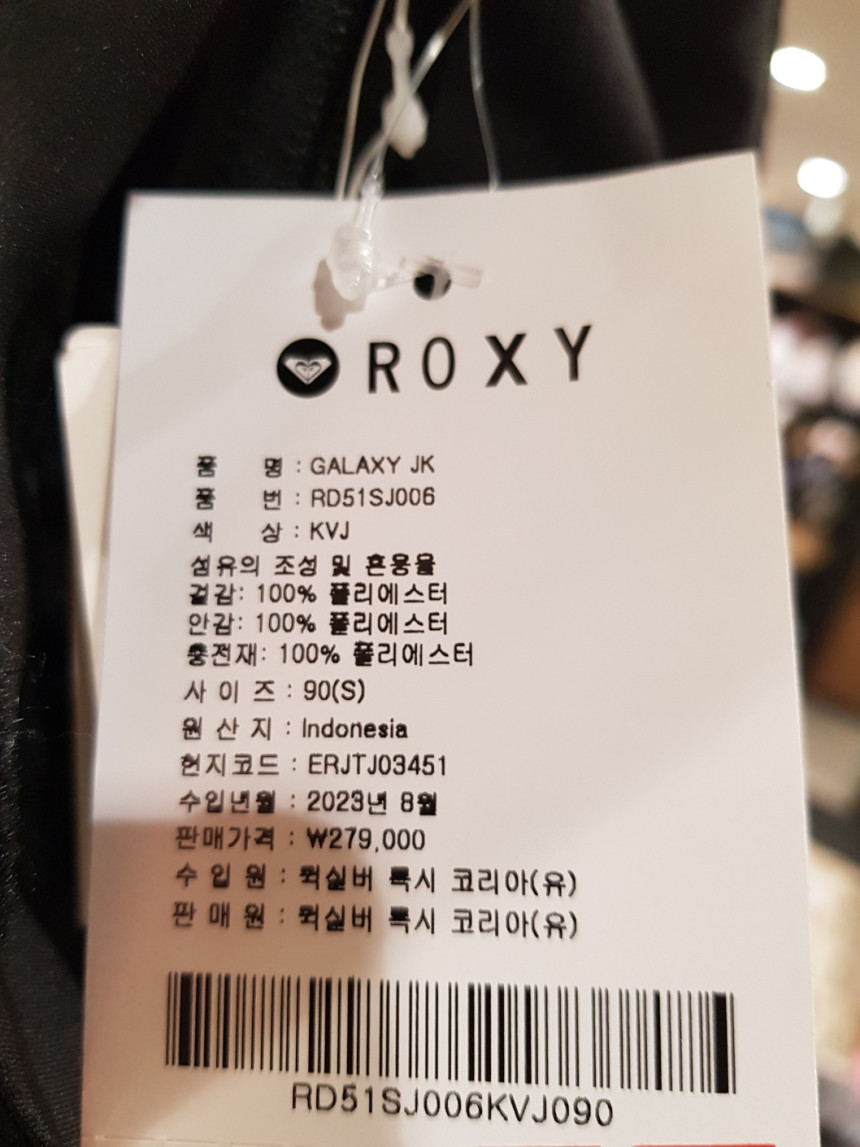 ROXY
품 명 : GALAXY JK
품 번 : RD51SJ006
색 상 : KVJ
섬유의 조성 및 혼용율
겉감: 100% 폴리에스터
안감: 100% 폴리에스터
충전재: 100% 폴리에스터
사 이 즈 : 90(S)
원 산 지 : Indonesia
현지코드 : ERJTJ03451
수입년월 : 2023년 8월
판매가격 : ₩279,000
수 입 원 : 퀵실버 록시 코리아(유)
판 매 원 : 퀵실버 록시 코리아(유)
RD51SJ006KVJ090